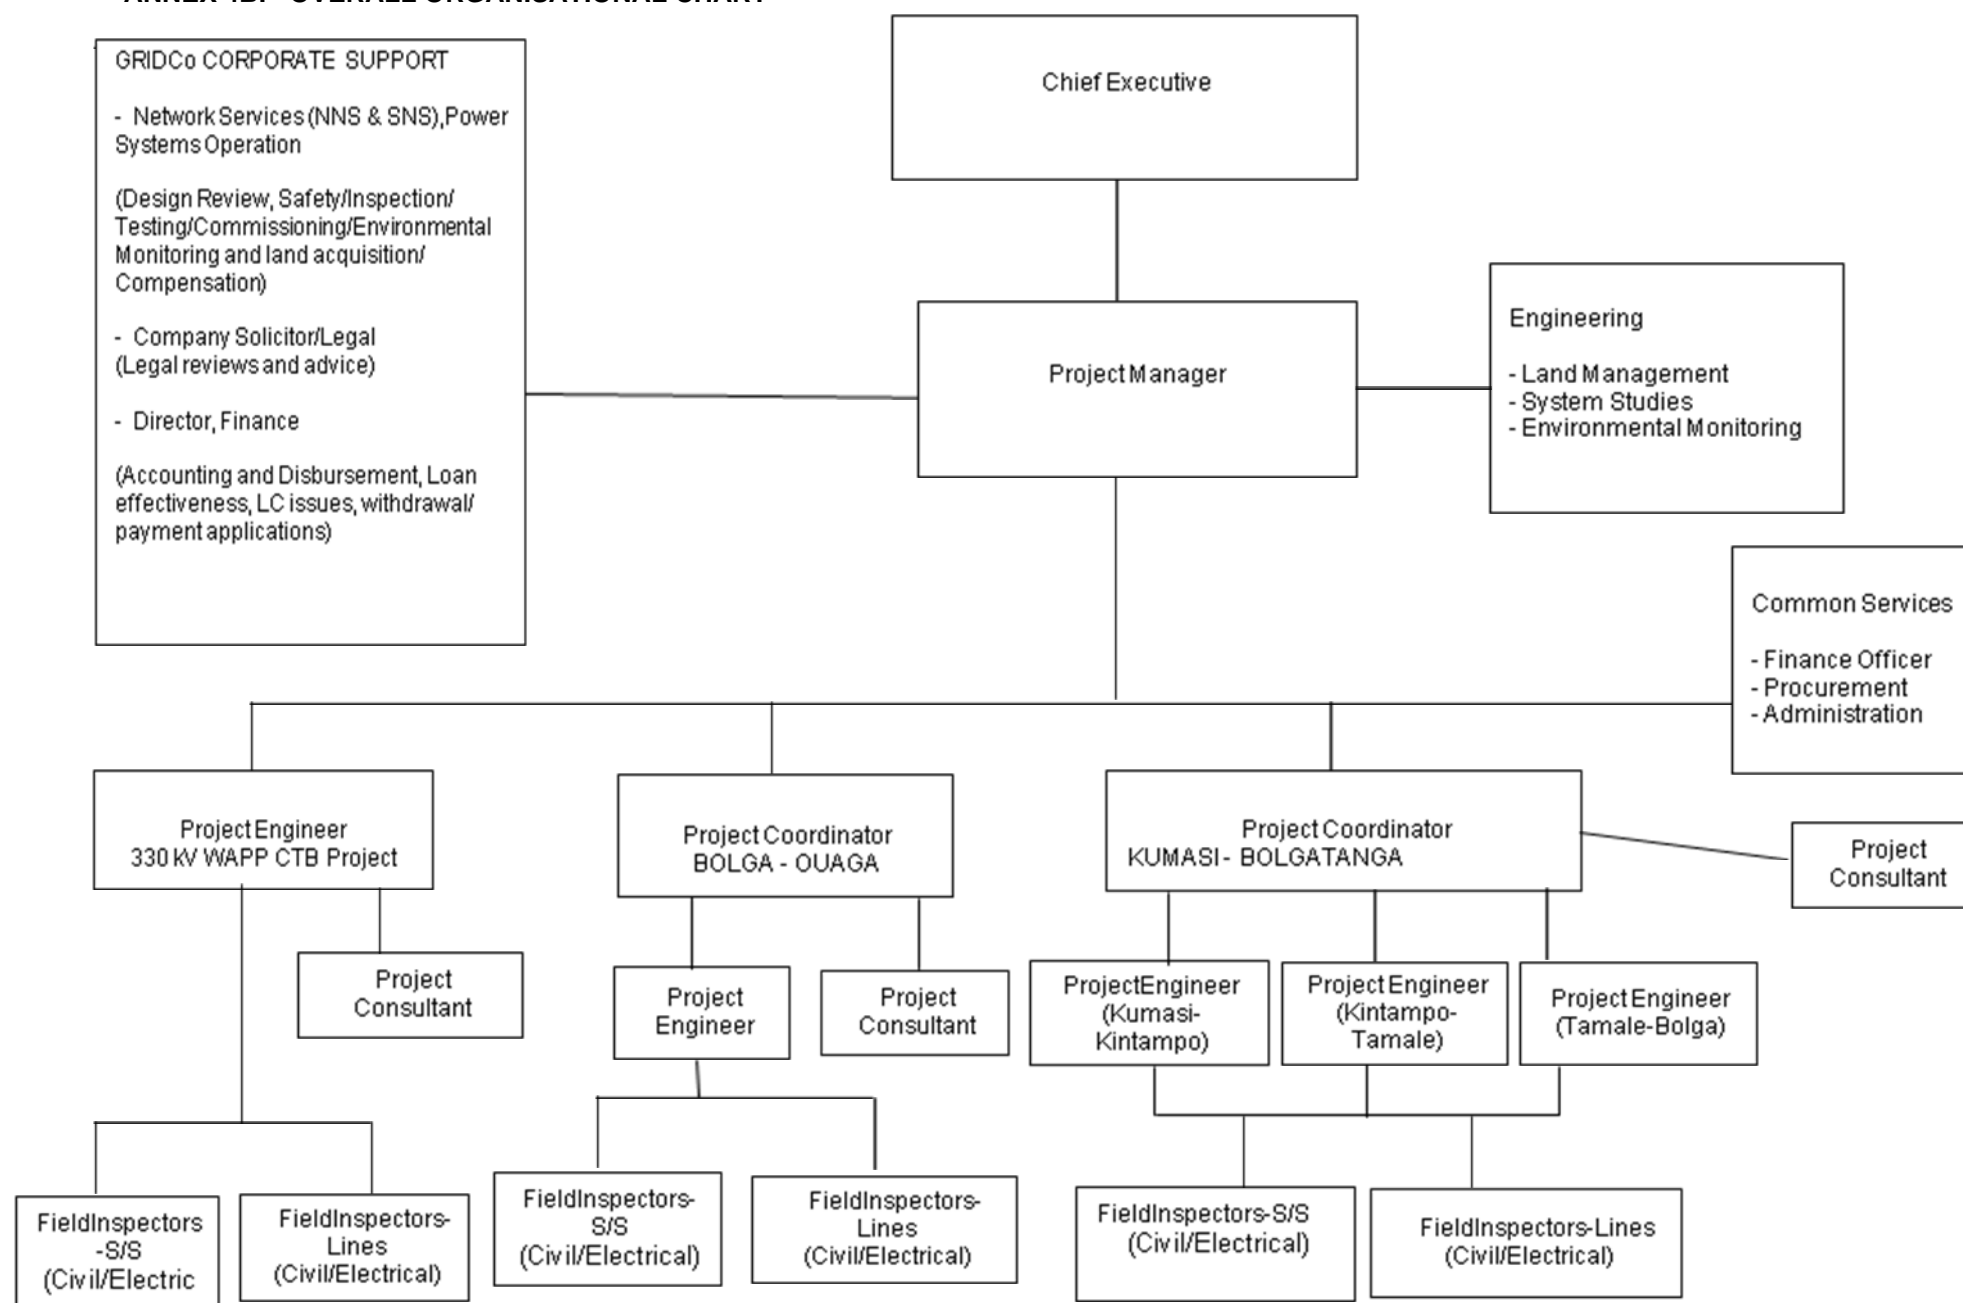 ANNEX 1B: OVERALL ORGANISATIONAL CHART
GRIDCo CORPORATE SUPPORT
- Network Services (NNS & SNS),Power
Systems Operation
(Design Review, Safety/Inspection/
Testing/Commissioning/Environmental
Monitoring and land acquisition/
Compensation)
- Company Solicitor/Legal
(Legal reviews and advice)
- Director, Finance
(Accounting and Disbursement, Loan
effectiveness, LC issues, withdrawal/
payment applications)
Chief Executive
Project Manager
Engineering
- Land Management
- System Studies
- Environmental Monitoring
Common Services
- Finance Officer
- Procurement
- Administration
Project Engineer
330 kV WAPP CTB Project
Project Coordinator
BOLGA - OUAGA
Project Coordinator
KUMASI - BOLGATANGA
Project
Consultant
Project
Consultant
Project
Engineer
Project
Consultant
ProjectEngineer
(Kumasi-
Kintampo)
Project Engineer
(Kintampo-
Tamale)
Project Engineer
(Tamale-Bolga)
FieldInspectors
-S/S
(Civil/Electric
FieldInspectors-
Lines
(Civil/Electrical)
FieldInspectors-
S/S
(Civil/Electrical)
FieldInspectors-
Lines
(Civil/Electrical)
FieldInspectors-S/S
(Civil/Electrical)
FieldInspectors-Lines
(Civil/Electrical)